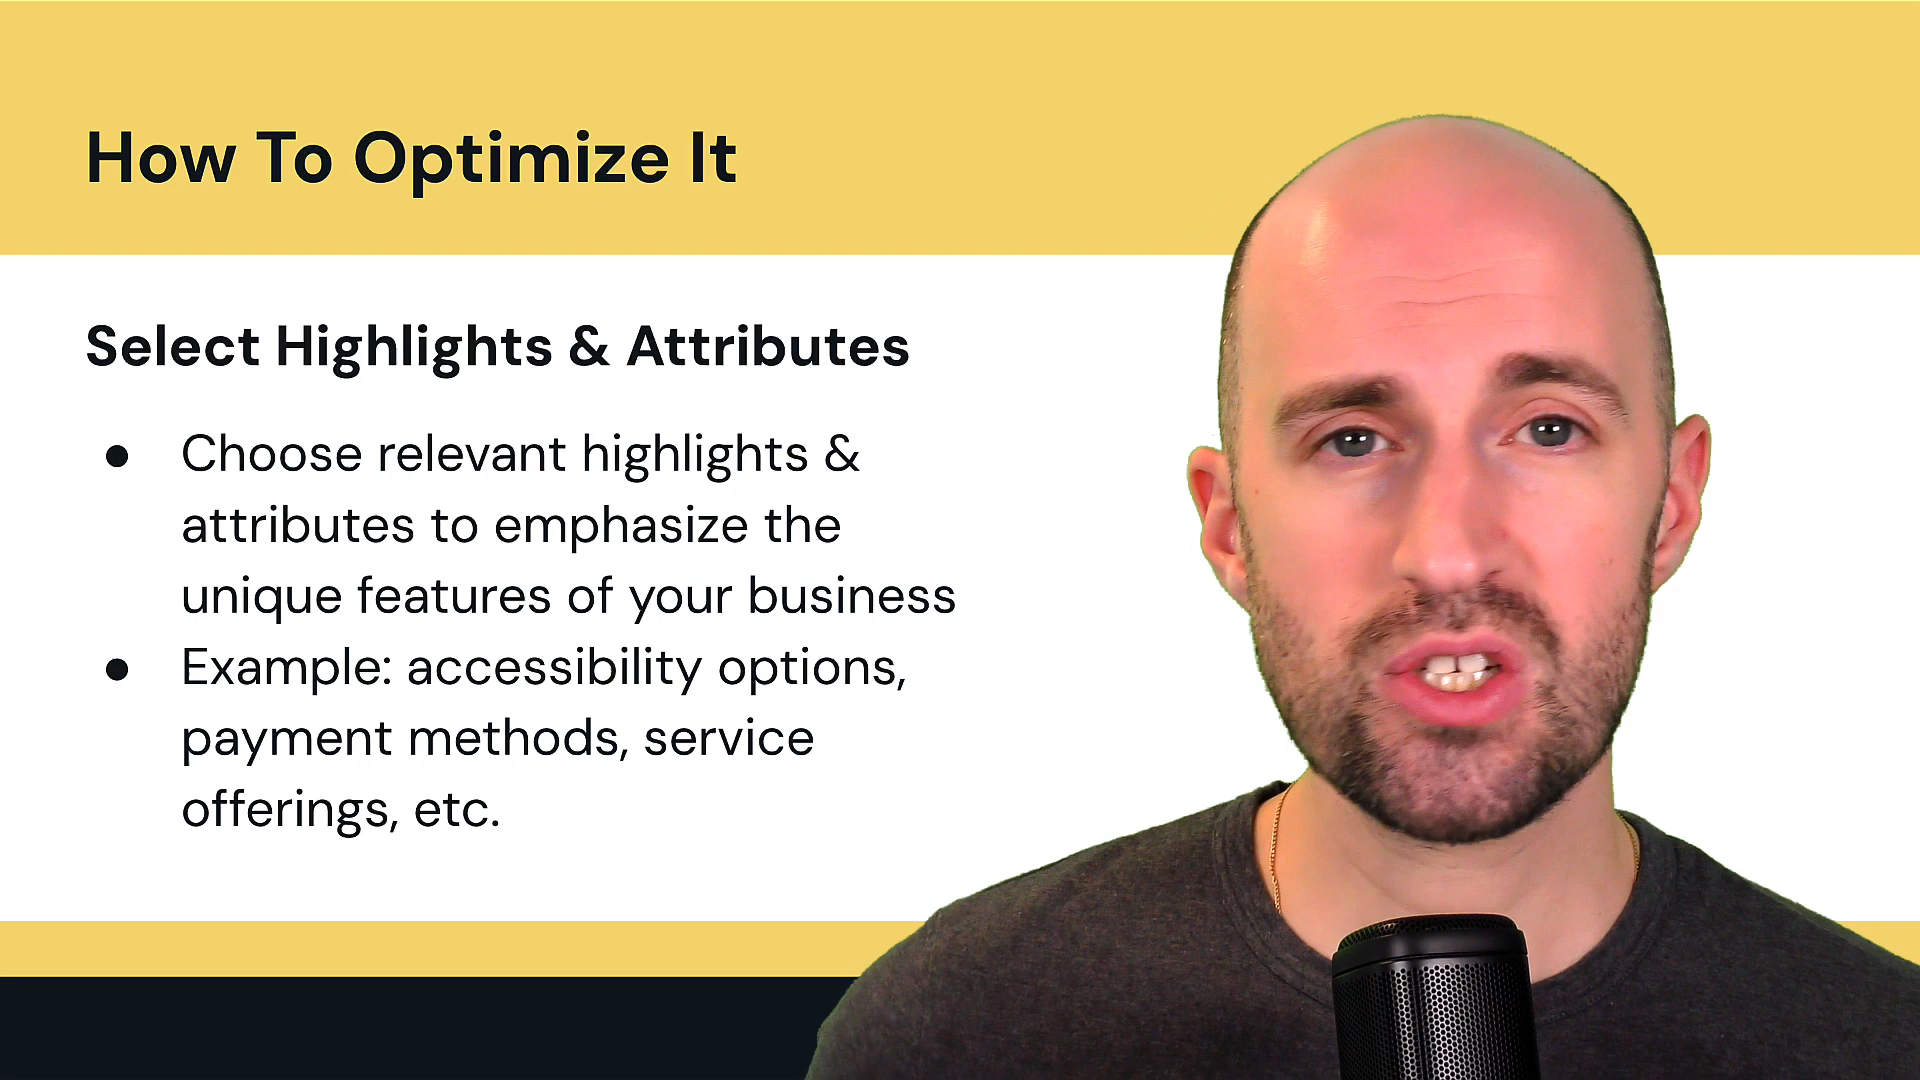 How To Optimize It
Select Highlights & Attributes
● Choose relevant highlights &
attributes to emphasize the
unique features of your business
● Example: accessibility options,
payment methods, service
offerings, etc.